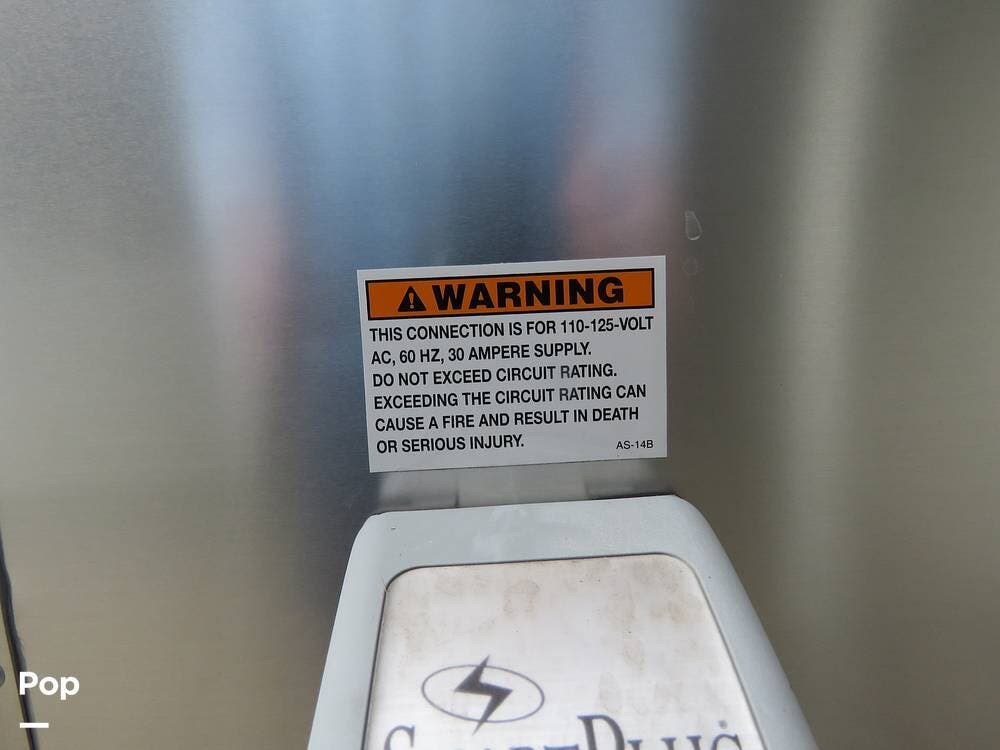 WARNING
THIS CONNECTION IS FOR 110-125-VOLT
AC, 60 HZ, 30 AMPERE SUPPLY.
DO NOT EXCEED CIRCUIT RATING.
EXCEEDING THE CIRCUIT RATING CAN
CAUSE A FIRE AND RESULT IN DEATH
OR SERIOUS INJURY.
AS-14B
SMARTPLUG
Pop